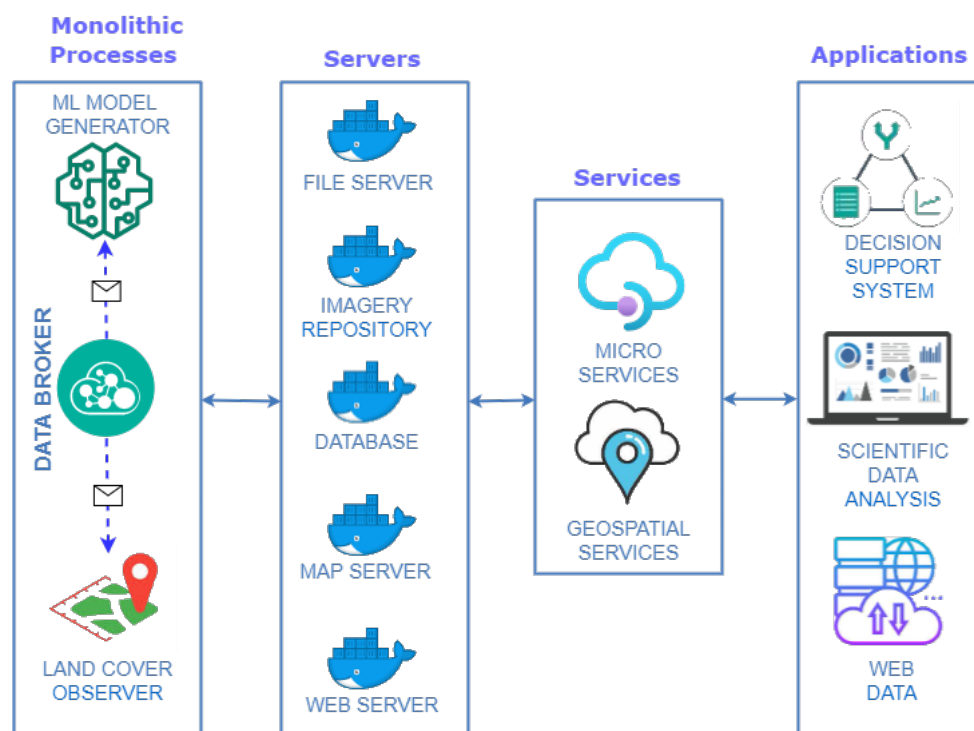 Monolithic
Processes
ML MODEL
GENERATOR
DATA BROKER
LAND COVER
OBSERVER
Servers
FILE SERVER
IMAGERY
REPOSITORY
DATABASE
MAP SERVER
WEB SERVER
Services
MICRO
SERVICES
GEOSPATIAL
SERVICES
Applications
DECISION
SUPPORT
SYSTEM
SCIENTIFIC
DATA
ANALYSIS
WEB
DATA